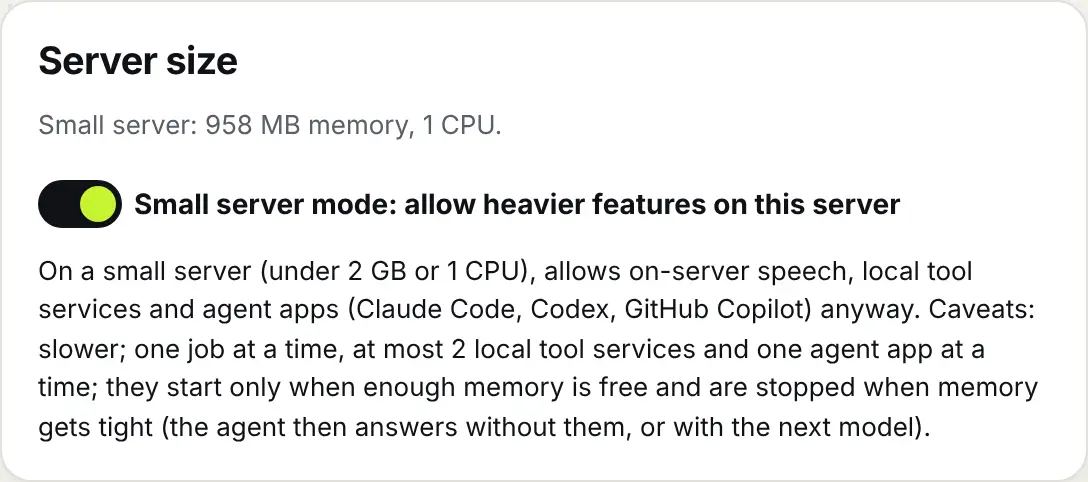 Server size
Small server: 958 MB memory, 1 CPU.
Small server mode: allow heavier features on this server
On a small server (under 2 GB or 1 CPU), allows on-server speech, local tool
services and agent apps (Claude Code, Codex, GitHub Copilot) anyway. Caveats:
slower; one job at a time, at most 2 local tool services and one agent app at a
time; they start only when enough memory is free and are stopped when memory
gets tight (the agent then answers without them, or with the next model).